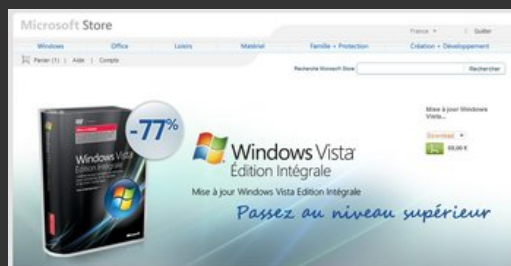 Microsoft Store
France
Quitter
Windows Office Loisirs Matériel Famille + Protection Création + Développement
Panier (1) | Aide | Compte
Recherche Microsoft Store
Rechercher
-77%
Windows Vista
Windows Vista
Édition Intégrale
Mise à jour Windows Vista Edition Intégrale
Passez au niveau supérieur
Mise à jour Windows
Vista...
Download